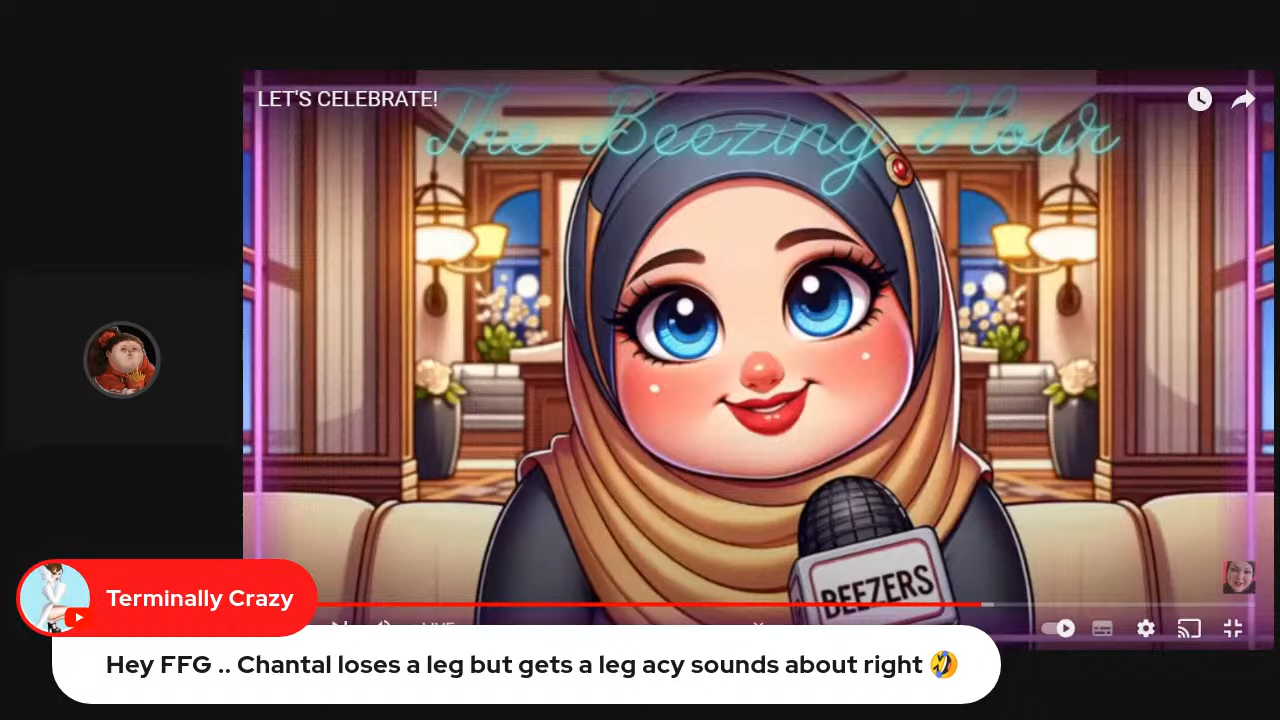 LET'S CELEBRATE!
The Beezing Hour
BEEZERS
Terminally Crazy
Hey FFG .. Chantal loses a leg but gets a leg acy sounds about right 🤣